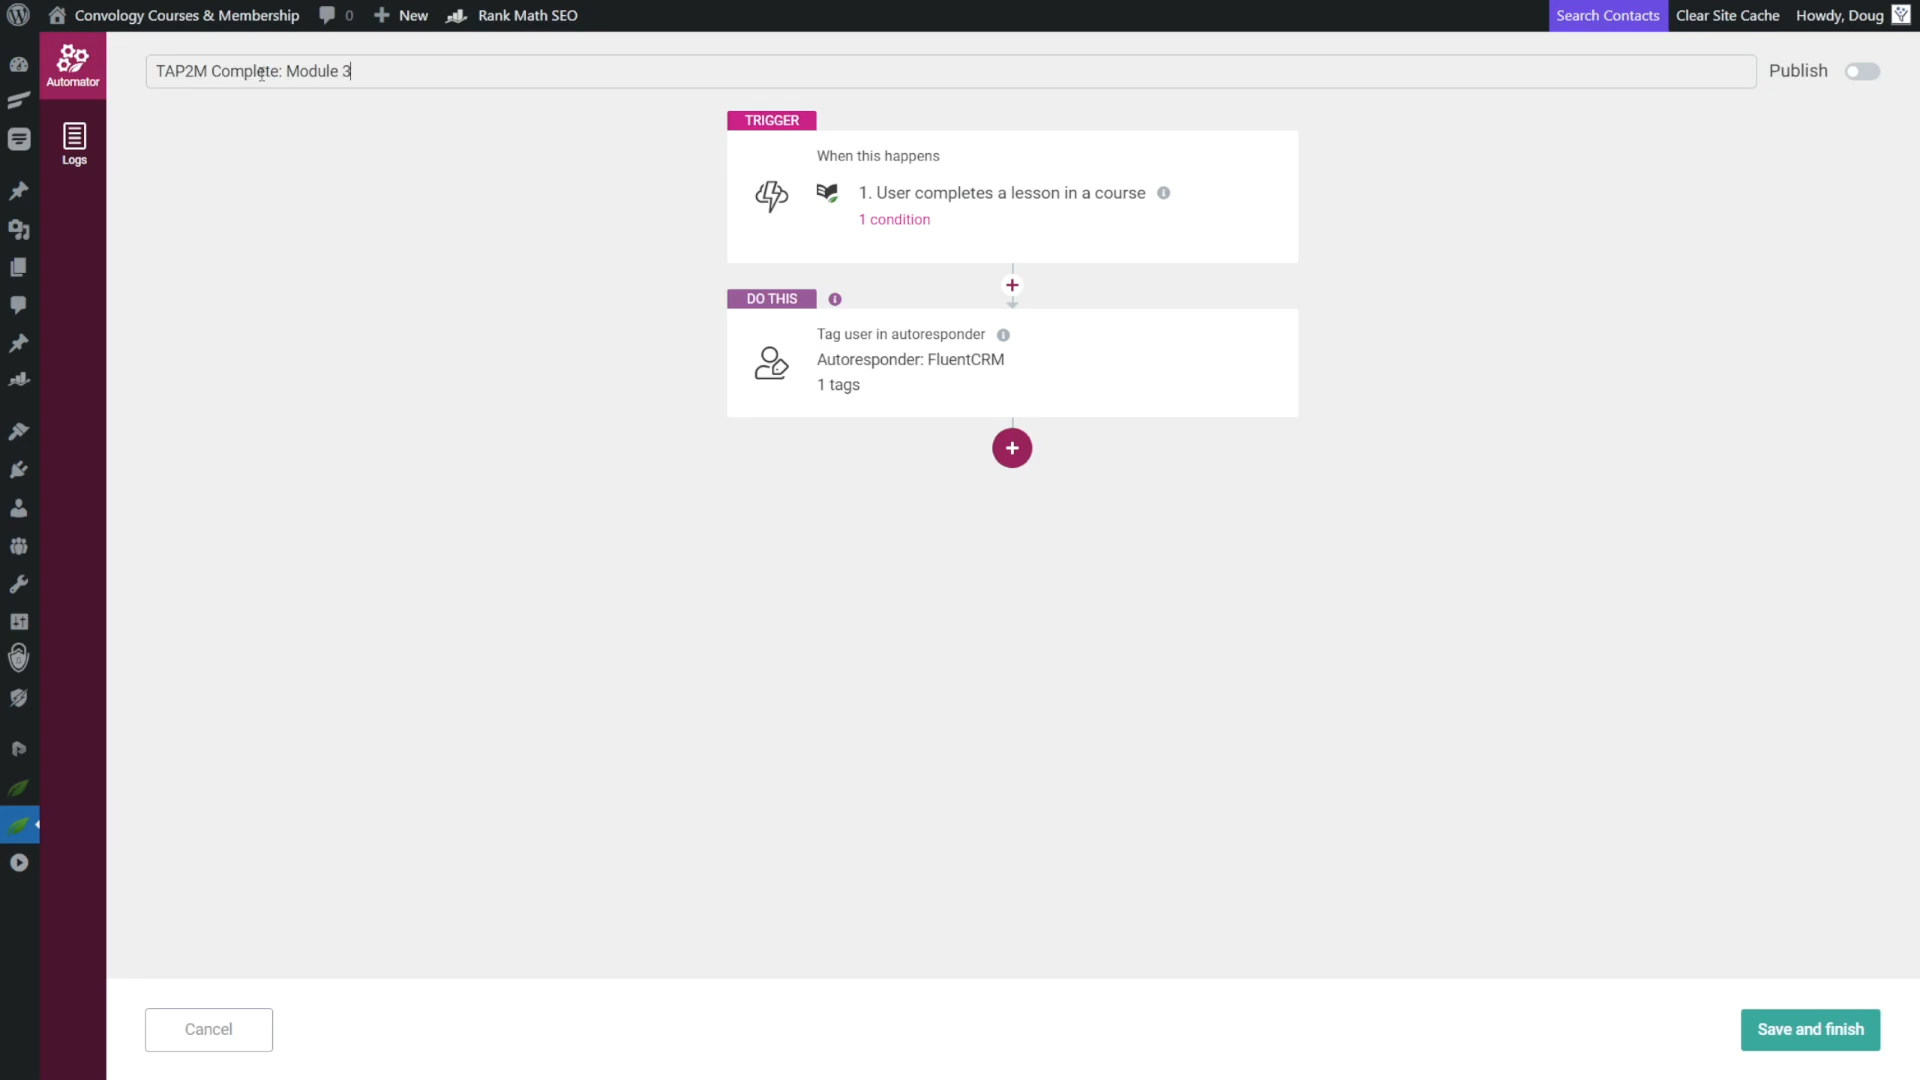 Convology Courses & Membership 0 New Rank Math SEO Search Contacts Clear Site Cache Howdy, Doug
Automator
Logs
TAP2M Complete: Module 3
Publish
TRIGGER
When this happens
1. User completes a lesson in a course
1 condition
+
DO THIS
Tag user in autoresponder
Autoresponder: FluentCRM
1 tags
+
Cancel
Save and finish